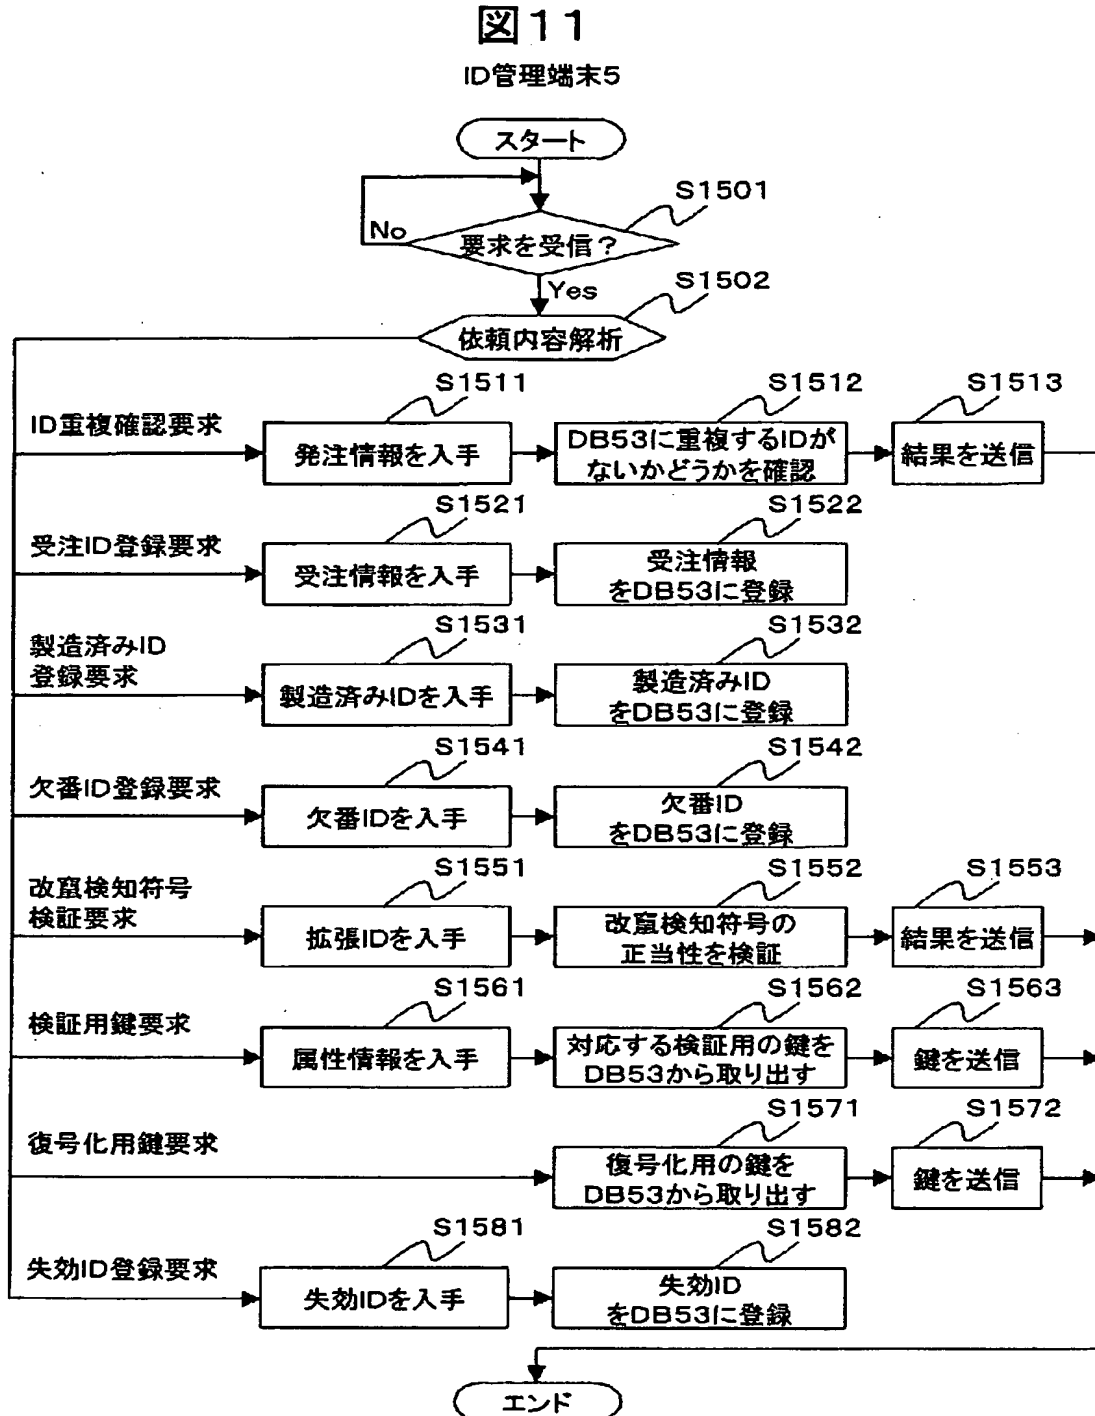 図11
ID管理端末5
スタート
S1501
No
要求を受信？
Yes
S1502
依頼内容解析
S1511
S1512
S1513
ID重複確認要求
発注情報を入手
DB53に重複するIDが
ないかどうかを確認
結果を送信
S1521
S1522
受注ID登録要求
受注情報を入手
受注情報
をDB53に登録
S1531
S1532
製造済みID
登録要求
製造済みIDを入手
製造済みID
をDB53に登録
S1541
S1542
欠番ID登録要求
欠番IDを入手
欠番ID
をDB53に登録
S1551
S1552
S1553
改竄検知符号
検証要求
拡張IDを入手
改竄検知符号の
正当性を検証
結果を送信
S1561
S1562
S1563
検証用鍵要求
属性情報を入手
対応する検証用の鍵を
DB53から取り出す
鍵を送信
S1571
S1572
復号化用鍵要求
復号化用の鍵を
DB53から取り出す
鍵を送信
S1581
S1582
失効ID登録要求
失効IDを入手
失効ID
をDB53に登録
エンド